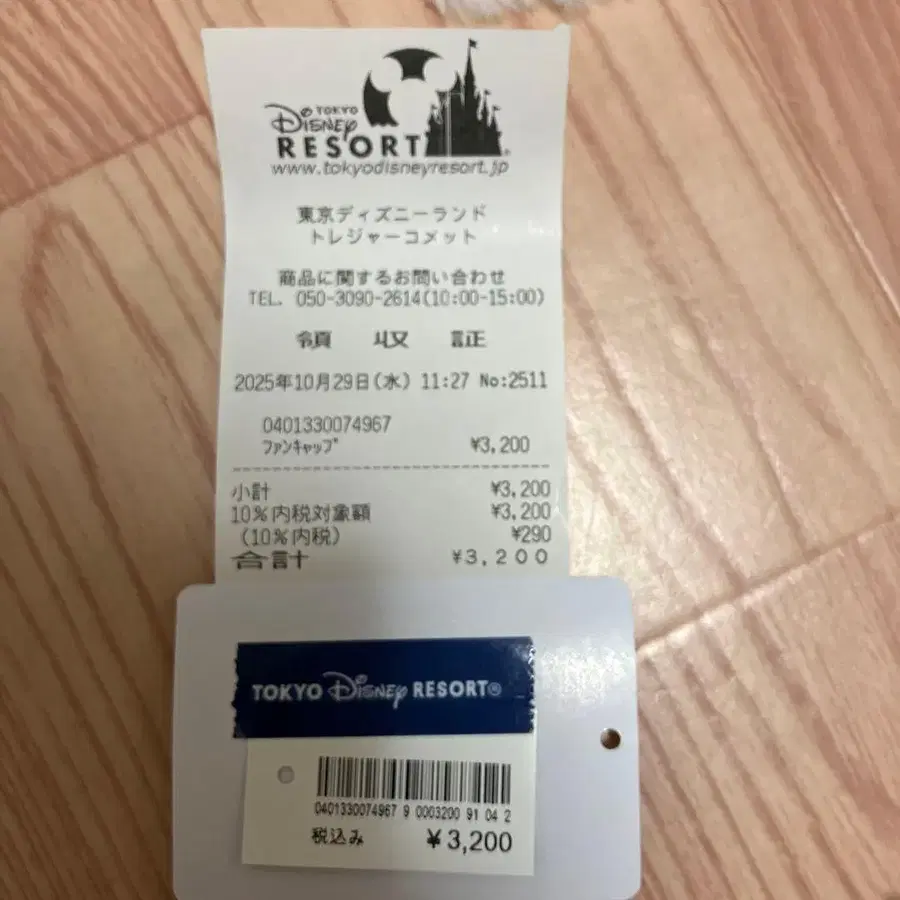 TOKYO
Disney
RESORT®
www.tokyodisneyresort.jp
東京ディズニーランド
トレジャーコメット
商品に関するお問い合わせ
TEL. 050-3090-2614(10:00-15:00)
領 収 証
2025年10月29日(水) 11:27 No:2511
0401330074967
ファンキャップ ¥3,200
小計 ¥3,200
10%内税対象額 ¥3,200
(10%内税) ¥290
合計 ¥3,200
TOKYO Disney RESORT®
0401330074967 9 0003200 91 04 2
税込み ¥3,200